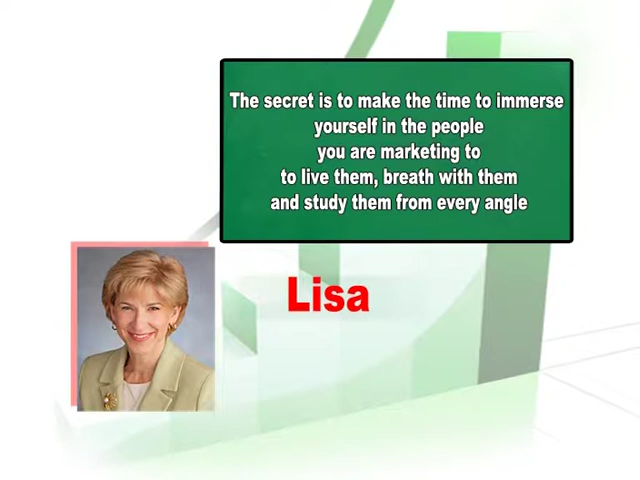 The secret is to make the time to immerse
yourself in the people
you are marketing to
to live them, breath with them
and study them from every angle
Lisa